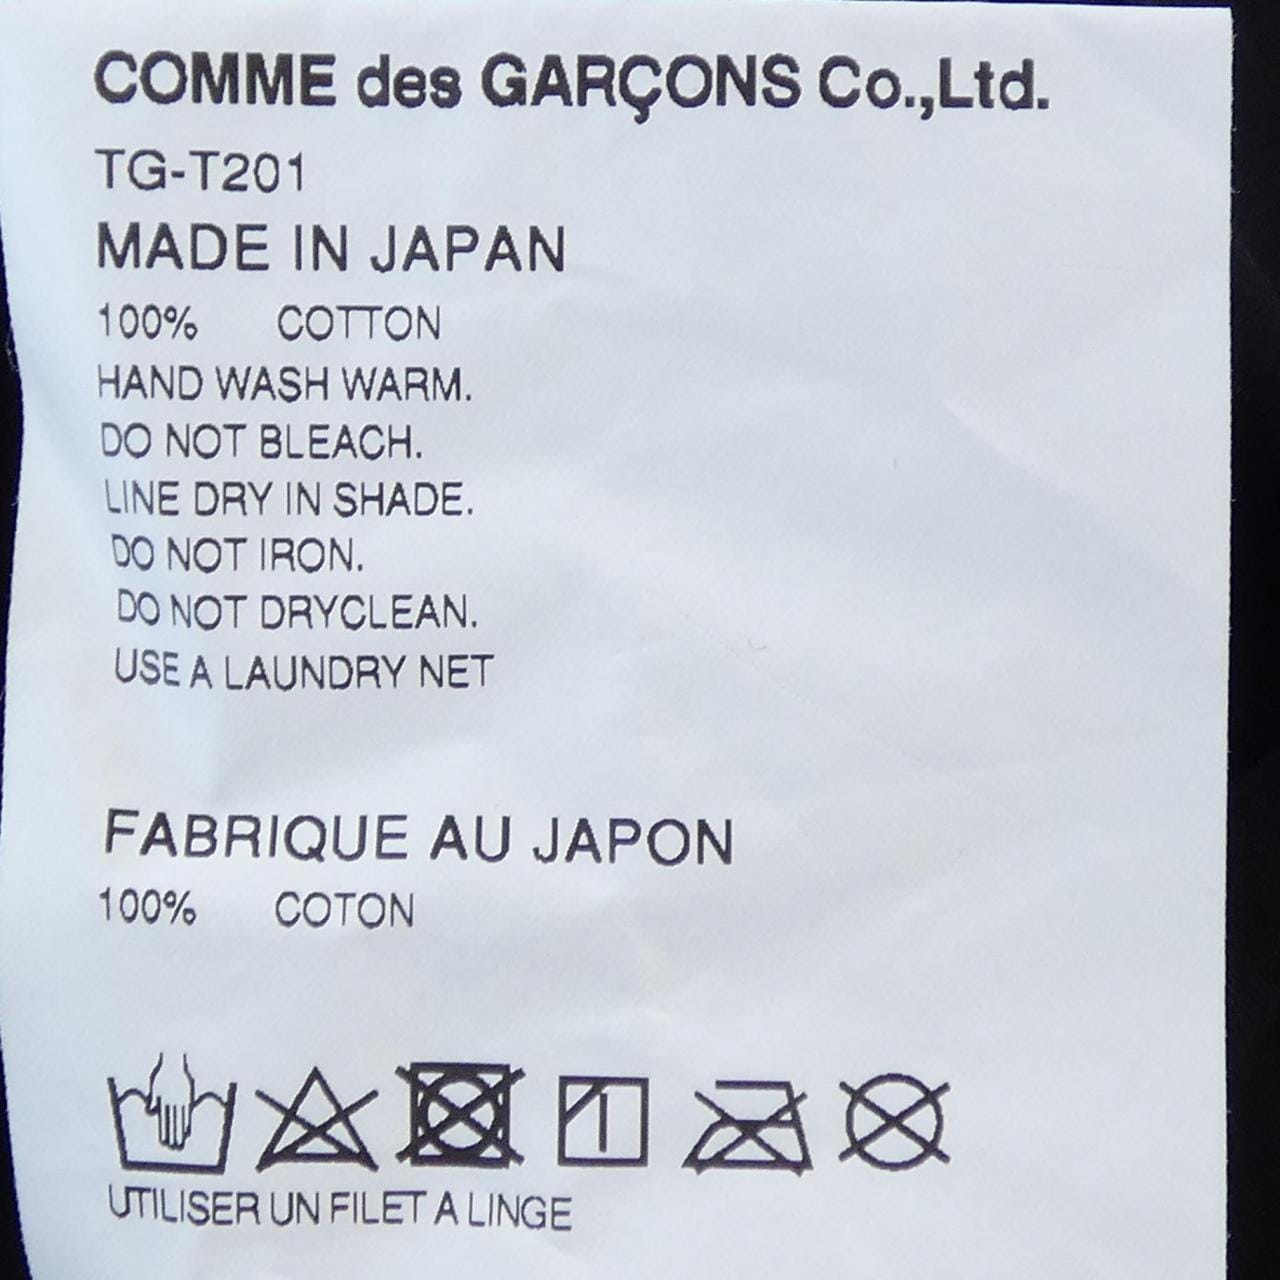 COMME des GARÇONS Co.,Ltd.
TG-T201
MADE IN JAPAN
100% COTTON
HAND WASH WARM.
DO NOT BLEACH.
LINE DRY IN SHADE.
DO NOT IRON.
DO NOT DRYCLEAN.
USE A LAUNDRY NET
FABRIQUE AU JAPON
100% COTON
UTILISER UN FILET A LINGE